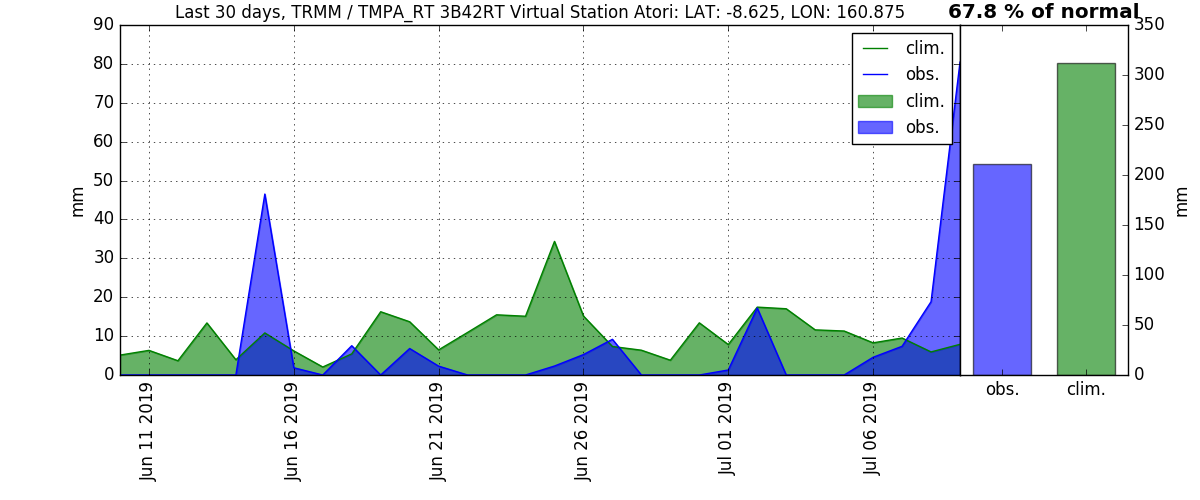 Last 30 days, TRMM / TMPA_RT 3B42RT Virtual Station Atori: LAT: -8.625, LON: 160.875
67.8 % of normal
90
80
70
60
50
40
30
20
10
0
mm
clim.
obs.
clim.
obs.
350
300
250
200
150
100
50
0
mm
Jun 11 2019
Jun 16 2019
Jun 21 2019
Jun 26 2019
Jul 01 2019
Jul 06 2019
obs.
clim.